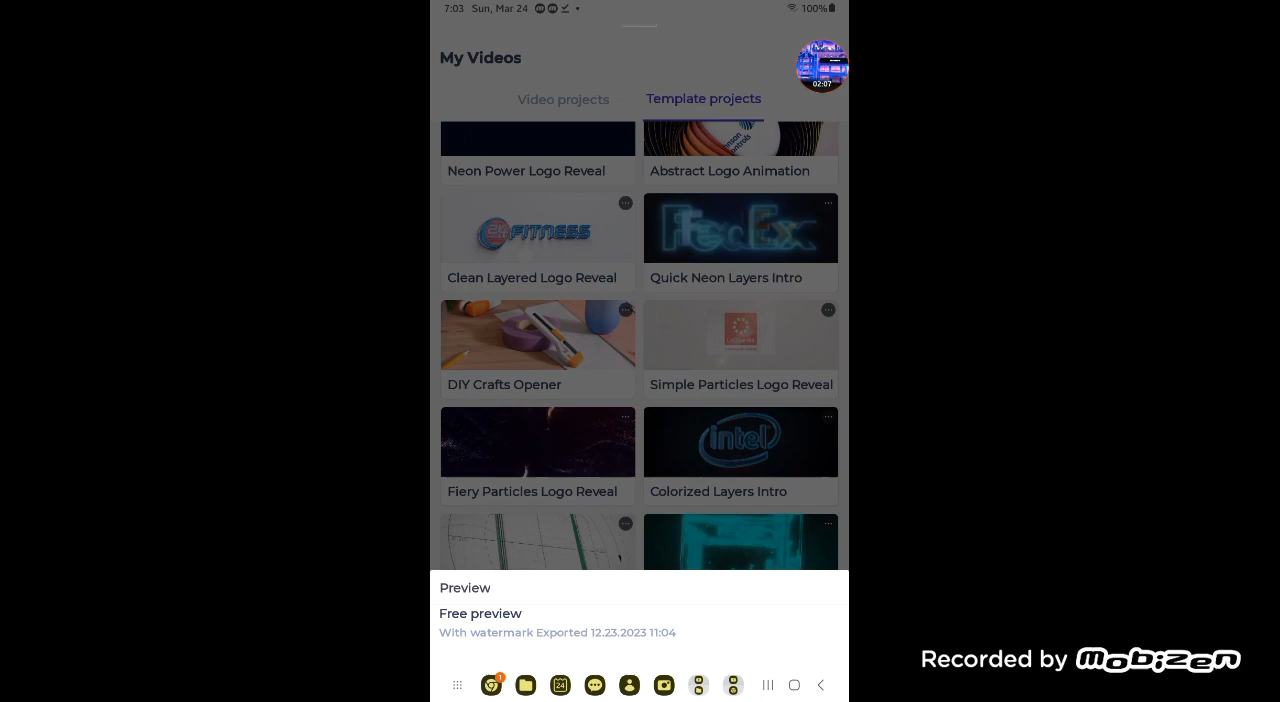 7:03 Sun, Mar 24
100%
My Videos
02:07
Video projects
Template projects
Neon Power Logo Reveal
Abstract Logo Animation
24 FITNESS
FedEx
Clean Layered Logo Reveal
Quick Neon Layers Intro
DIY Crafts Opener
Simple Particles Logo Reveal
intel
Fiery Particles Logo Reveal
Colorized Layers Intro
Preview
Free preview
With watermark Exported 12.23.2023 11:04
1
24
Recorded by mobizen